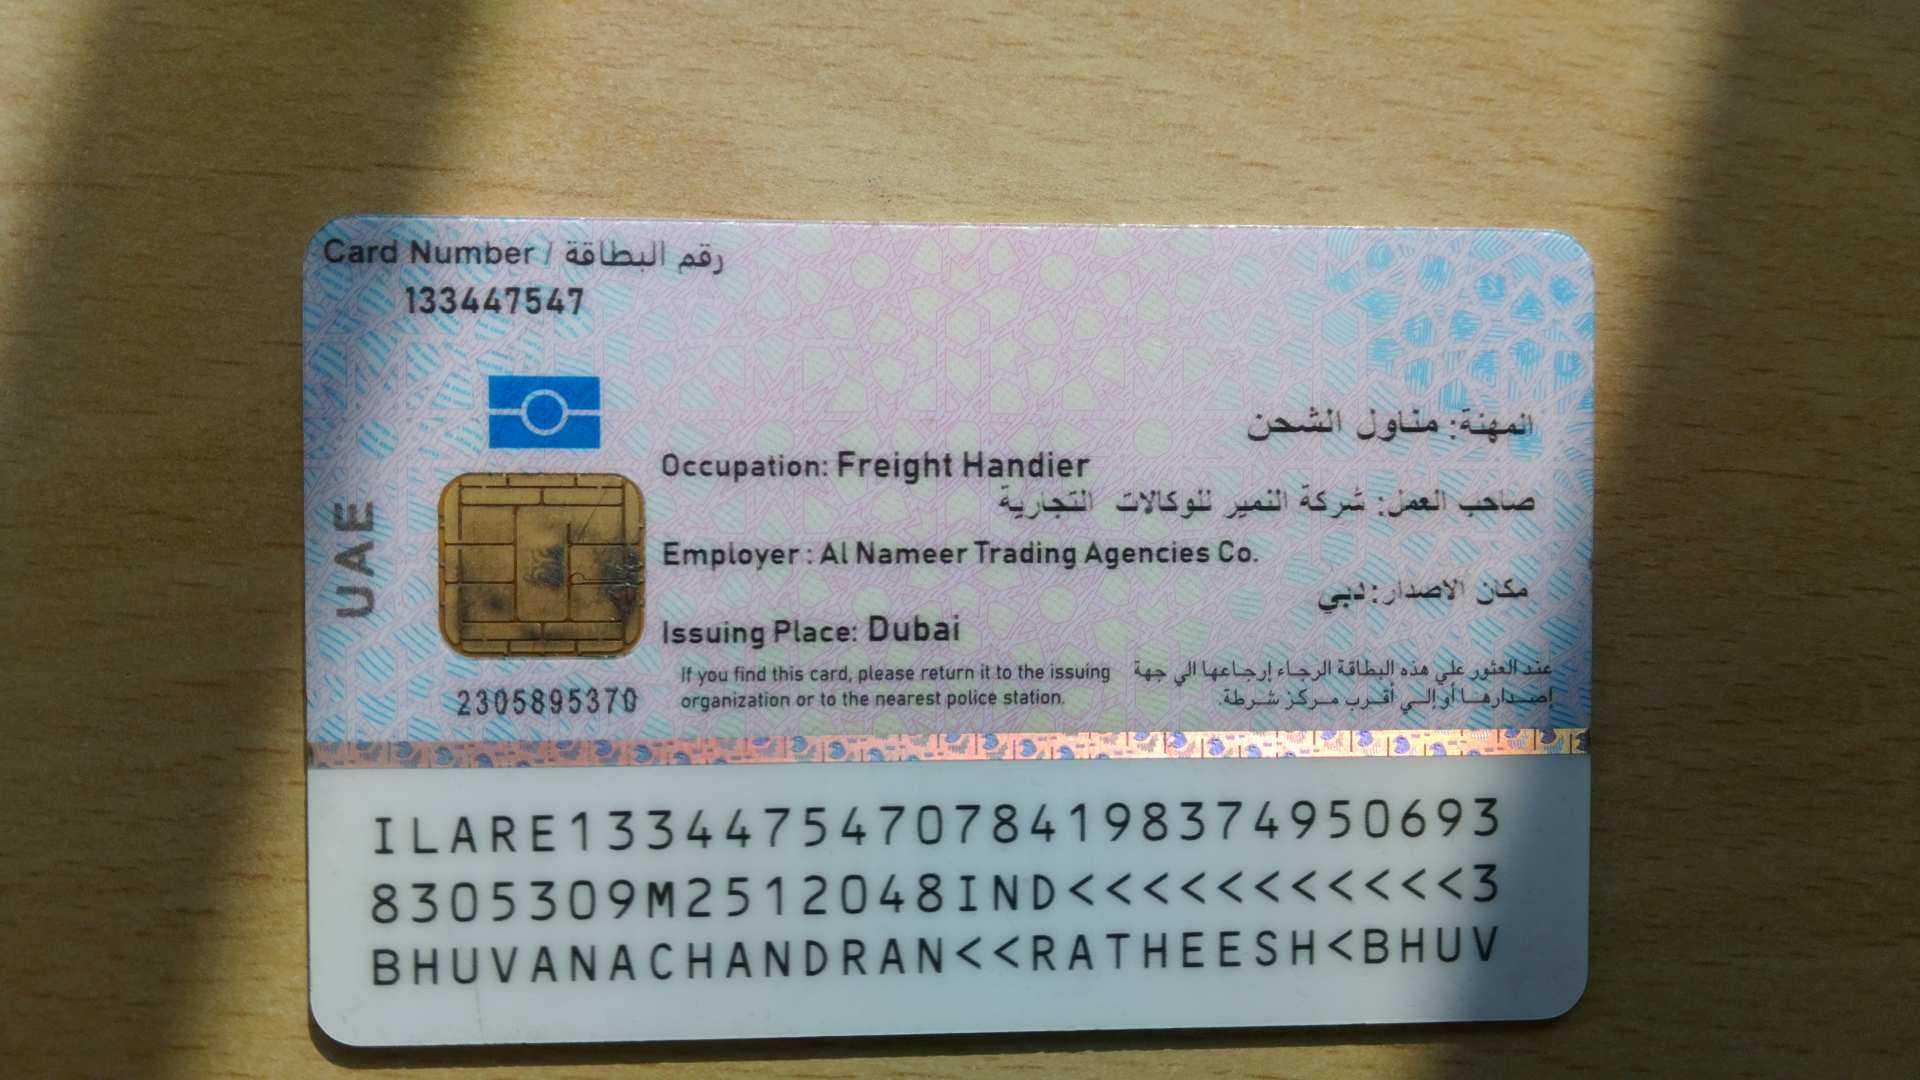 Card Number / رقم البطاقة
133447547
المهنة: مناول الشحن
Occupation: Freight Handier
صاحب العمل: شركة النمير للوكالات التجارية
Employer : Al Nameer Trading Agencies Co.
مكان الاصدار: دبي
Issuing Place: Dubai
UAE
If you find this card, please return it to the issuing
organization or to the nearest police station.
عند العثور علي هذه البطاقة الرجاء إرجاعها الي جهة
إصدارها أو إلي أقرب مركز شرطة.
2305895370
ILARE1334475470784198374950693
8305309M2512048IND<<<<<<<<<<<3
BHUVANACHANDRAN<<RATHEESH<BHUV